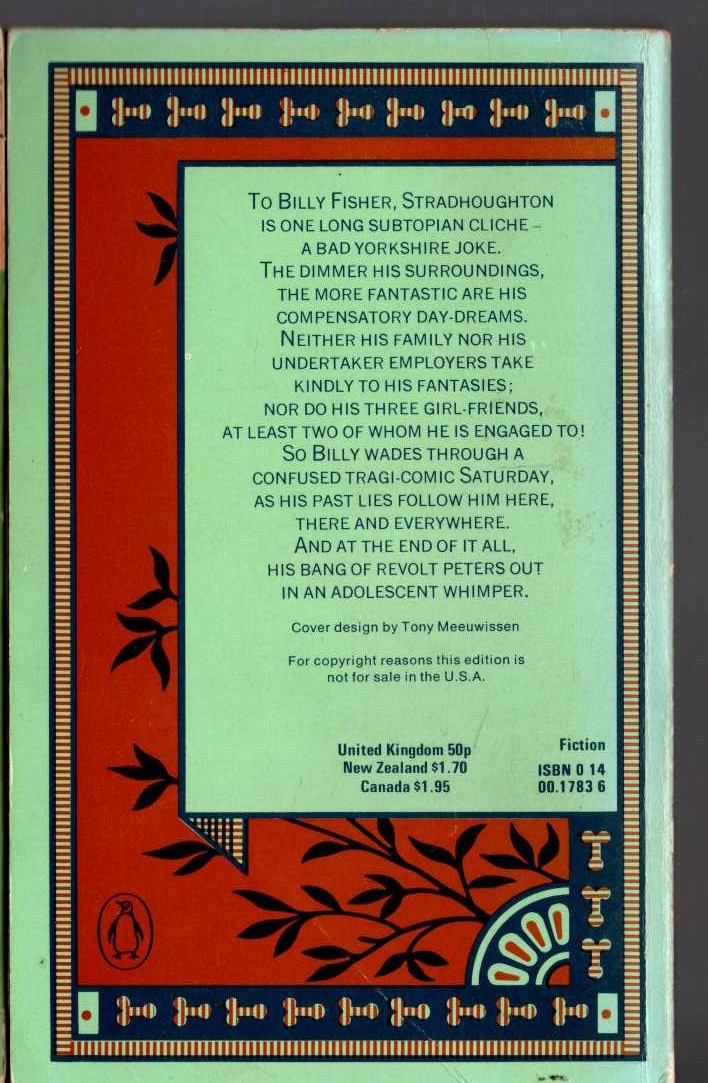 TO BILLY FISHER, STRADHOUGHTON
IS ONE LONG SUBTOPIAN CLICHE –
A BAD YORKSHIRE JOKE.
THE DIMMER HIS SURROUNDINGS,
THE MORE FANTASTIC ARE HIS
COMPENSATORY DAY-DREAMS.
NEITHER HIS FAMILY NOR HIS
UNDERTAKER EMPLOYERS TAKE
KINDLY TO HIS FANTASIES;
NOR DO HIS THREE GIRL-FRIENDS,
AT LEAST TWO OF WHOM HE IS ENGAGED TO!
SO BILLY WADES THROUGH A
CONFUSED TRAGI-COMIC SATURDAY,
AS HIS PAST LIES FOLLOW HIM HERE,
THERE AND EVERYWHERE.
AND AT THE END OF IT ALL,
HIS BANG OF REVOLT PETERS OUT
IN AN ADOLESCENT WHIMPER.
Cover design by Tony Meeuwissen
For copyright reasons this edition is
not for sale in the U.S.A.
United Kingdom 50p
New Zealand $1.70
Canada $1.95
Fiction
ISBN 0 14
00.1783 6